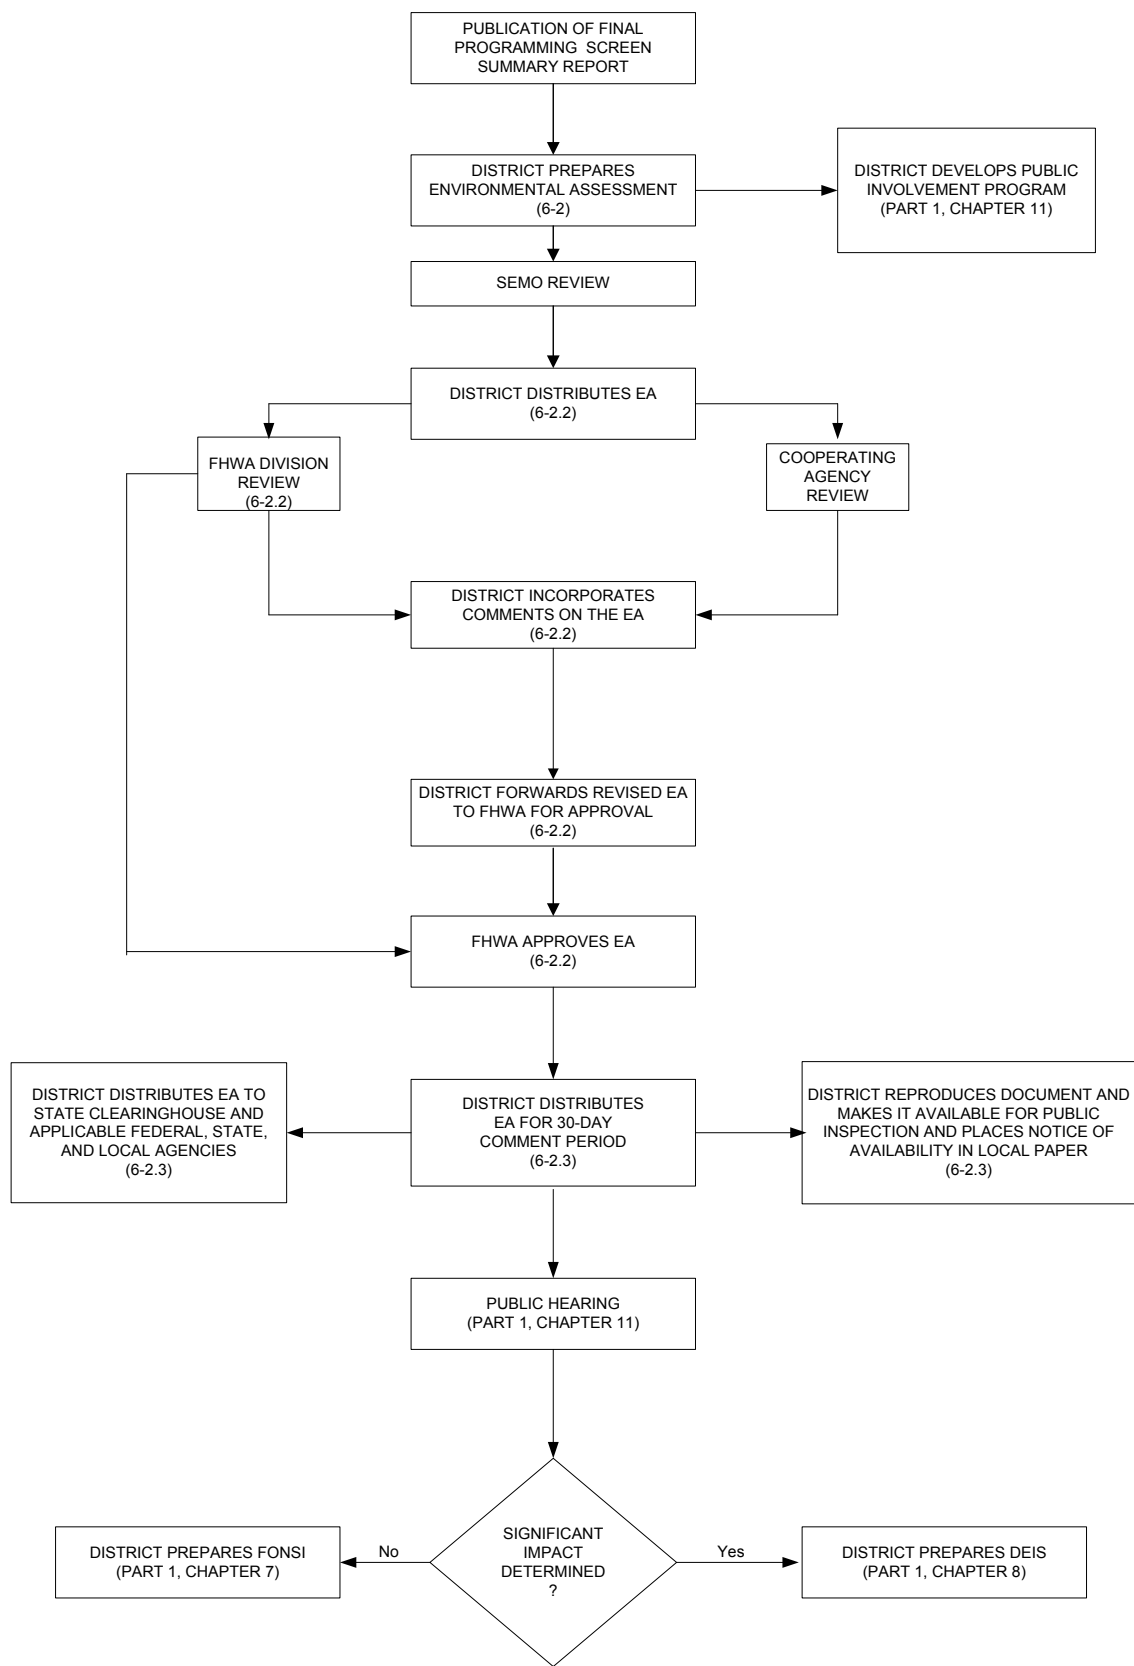 PUBLICATION OF FINAL
PROGRAMMING SCREEN
SUMMARY REPORT
DISTRICT PREPARES
ENVIRONMENTAL ASSESSMENT
(6-2)
DISTRICT DEVELOPS PUBLIC
INVOLVEMENT PROGRAM
(PART 1, CHAPTER 11)
SEMO REVIEW
DISTRICT DISTRIBUTES EA
(6-2.2)
FHWA DIVISION
REVIEW
(6-2.2)
COOPERATING
AGENCY
REVIEW
DISTRICT INCORPORATES
COMMENTS ON THE EA
(6-2.2)
DISTRICT FORWARDS REVISED EA
TO FHWA FOR APPROVAL
(6-2.2)
FHWA APPROVES EA
(6-2.2)
DISTRICT DISTRIBUTES EA TO
STATE CLEARINGHOUSE AND
APPLICABLE FEDERAL, STATE,
AND LOCAL AGENCIES
(6-2.3)
DISTRICT DISTRIBUTES
EA FOR 30-DAY
COMMENT PERIOD
(6-2.3)
DISTRICT REPRODUCES DOCUMENT AND
MAKES IT AVAILABLE FOR PUBLIC
INSPECTION AND PLACES NOTICE OF
AVAILABILITY IN LOCAL PAPER
(6-2.3)
PUBLIC HEARING
(PART 1, CHAPTER 11)
SIGNIFICANT
IMPACT
DETERMINED
?
No
Yes
DISTRICT PREPARES FONSI
(PART 1, CHAPTER 7)
DISTRICT PREPARES DEIS
(PART 1, CHAPTER 8)